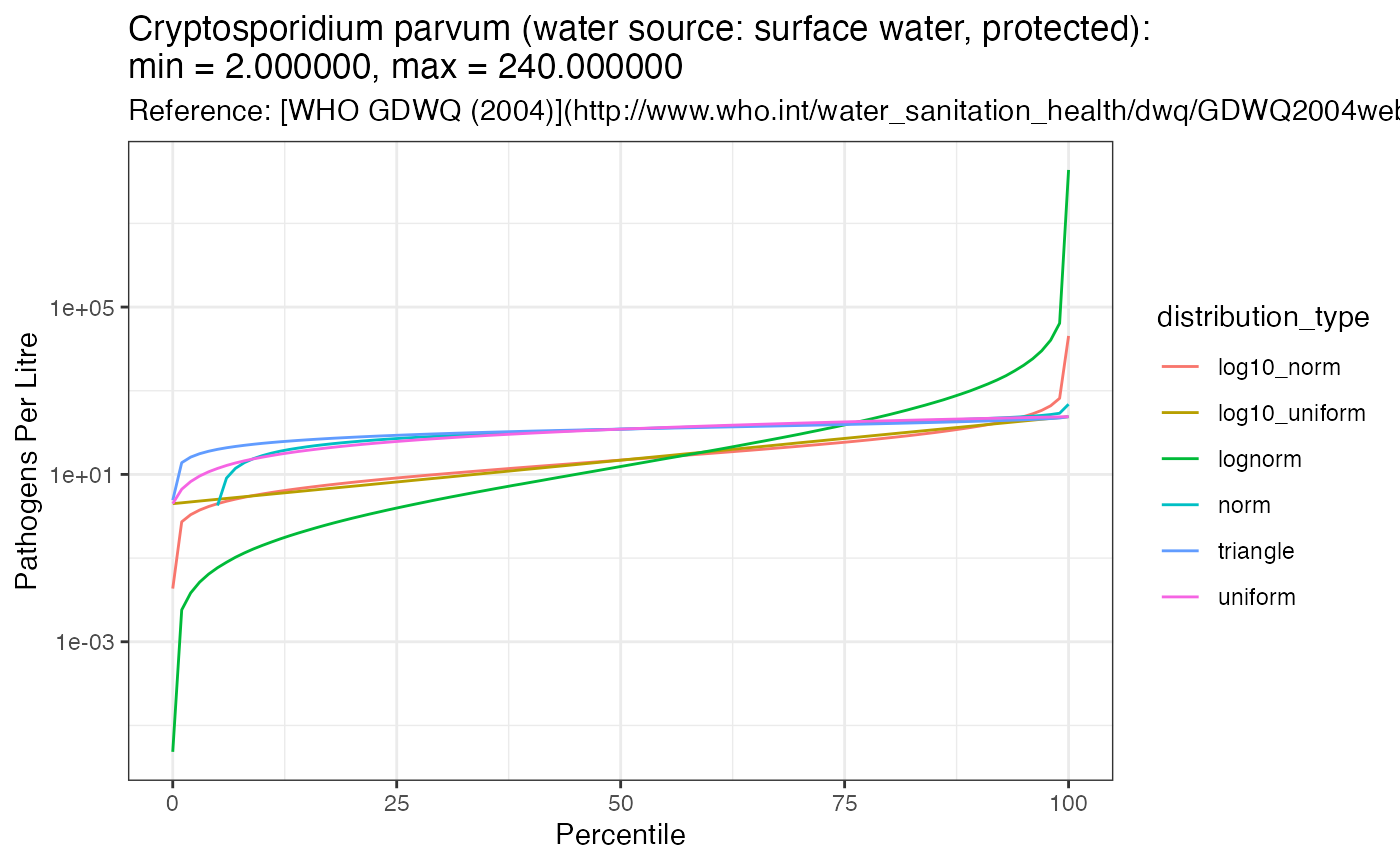 Cryptosporidium parvum (water source: surface water, protected):
min = 2.000000, max = 240.000000
Reference: [WHO GDWQ (2004)](http://www.who.int/water_sanitation_health/dwq/GDWQ2004web
Pathogens Per Litre
1e+05
1e+01
1e-03
0 25 50 75 100
Percentile
distribution_type
log10_norm
log10_uniform
lognorm
norm
triangle
uniform